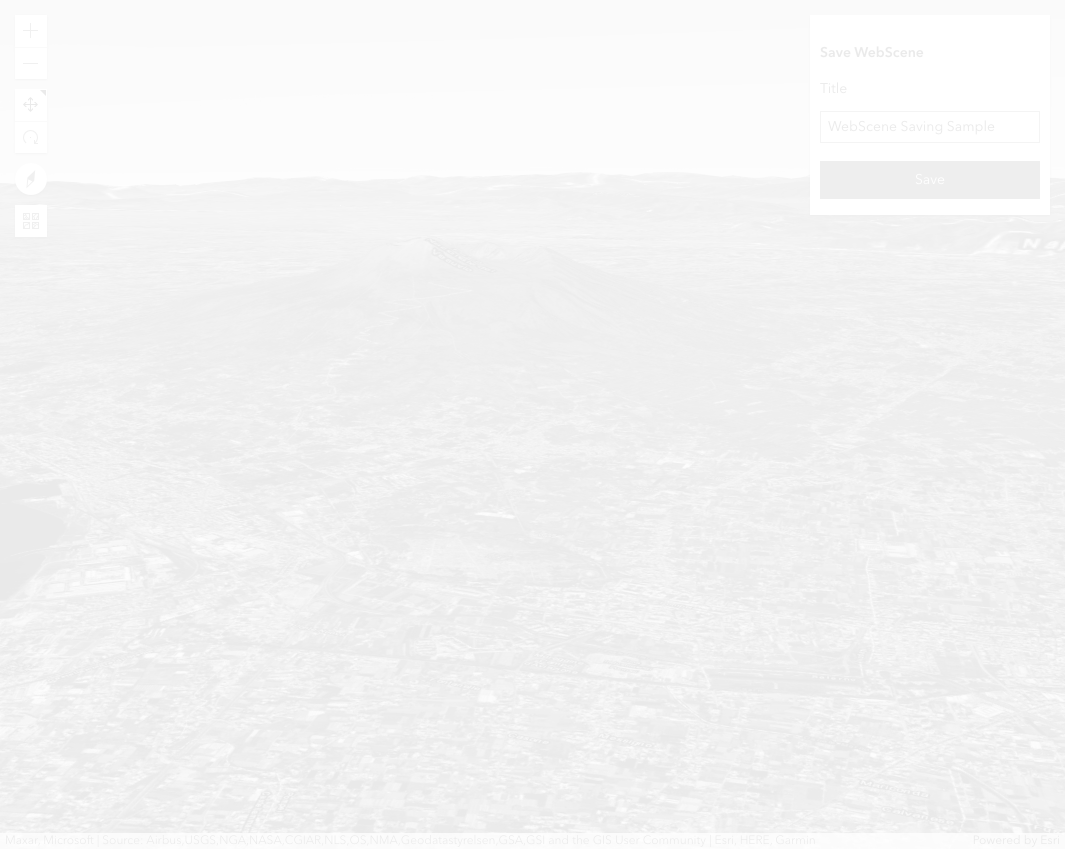 Save WebScene
Title
WebScene Saving Sample
Save
Maxar, Microsoft | Source: Airbus,USGS,NGA,NASA,CGIAR,NLS,OS,NMA,Geodatastyrelsen,GSA,GSI and the GIS User Community | Esri, HERE, Garmin
Powered by Esri